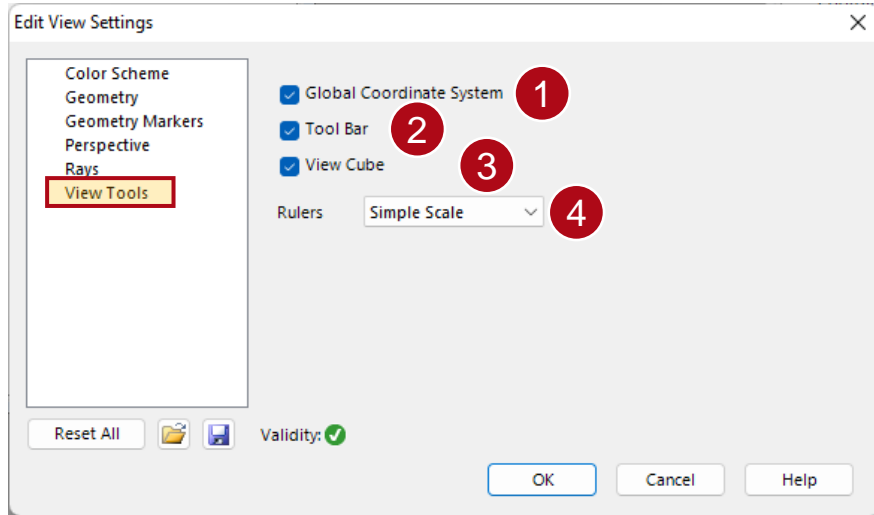 Edit View Settings
Color Scheme
Geometry
Geometry Markers
Perspective
Rays
View Tools
Global Coordinate System 1
Tool Bar 2
View Cube 3
Rulers Simple Scale 4
Reset All Validity:
OK Cancel Help